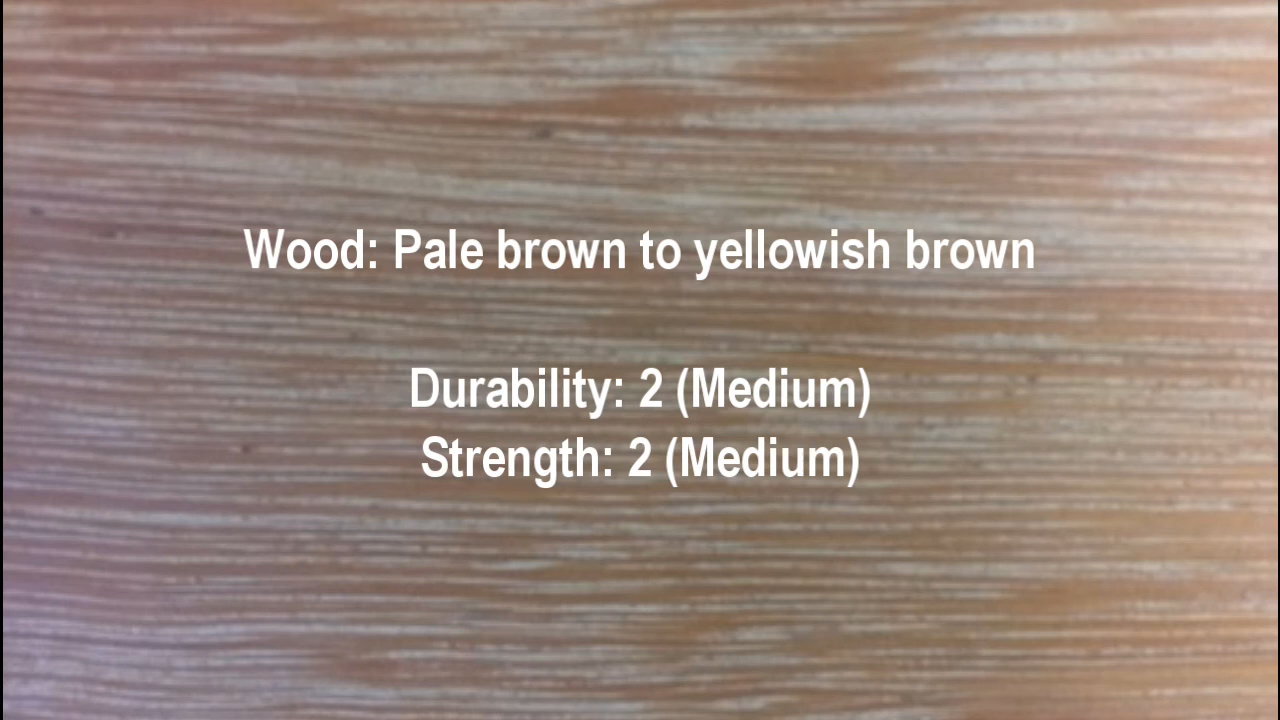 Wood: Pale brown to yellowish brown
Durability: 2 (Medium)
Strength: 2 (Medium)